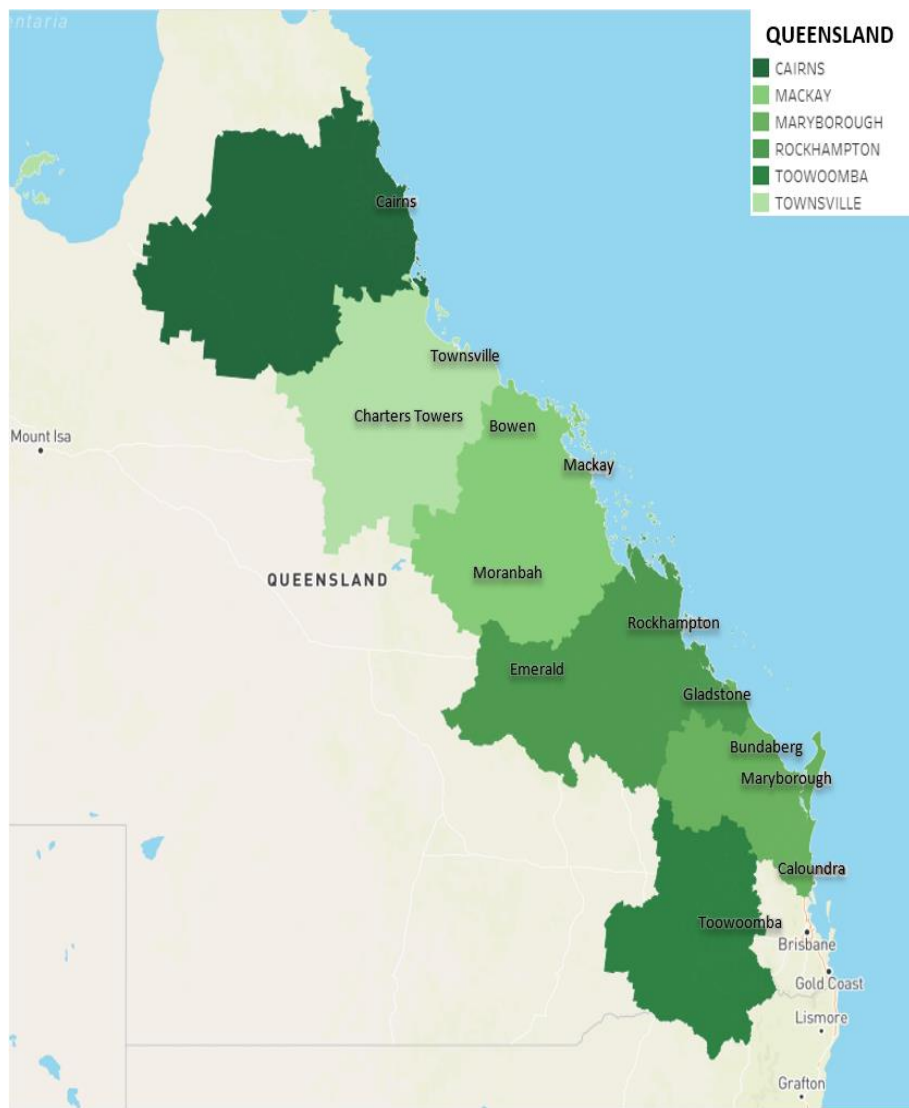 entaria
QUEENSLAND
CAIRNS
MACKAY
MARYBOROUGH
ROCKHAMPTON
TOOWOOMBA
TOWNSVILLE
Cairns
Townsville
Charters Towers
Bowen
Mount Isa
Mackay
Moranbah
QUEENSLAND
Rockhampton
Emerald
Gladstone
Bundaberg
Maryborough
Caloundra
Toowoomba
Brisbane
Gold Coast
Lismore
Grafton